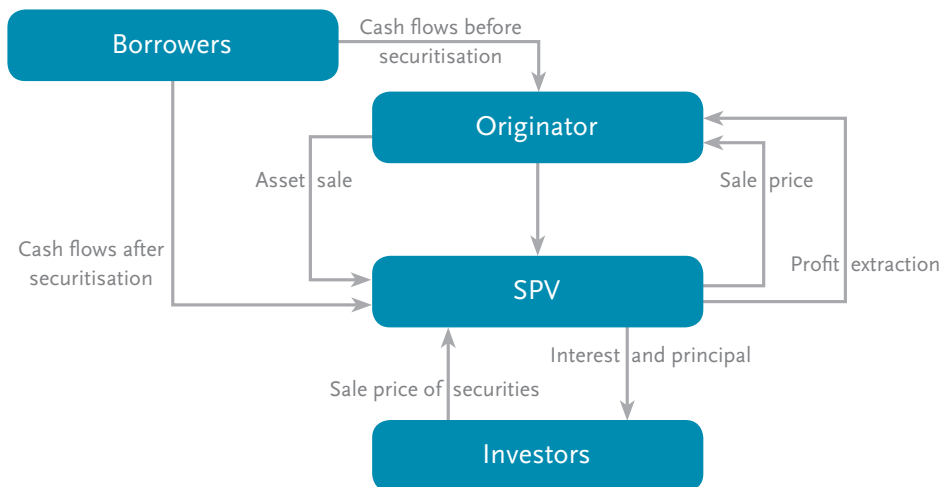 Borrowers
Cash flows before
securitisation
Originator
Asset sale
Sale price
Cash flows after
securitisation
SPV
Profit extraction
Interest and principal
Sale price of securities
Investors